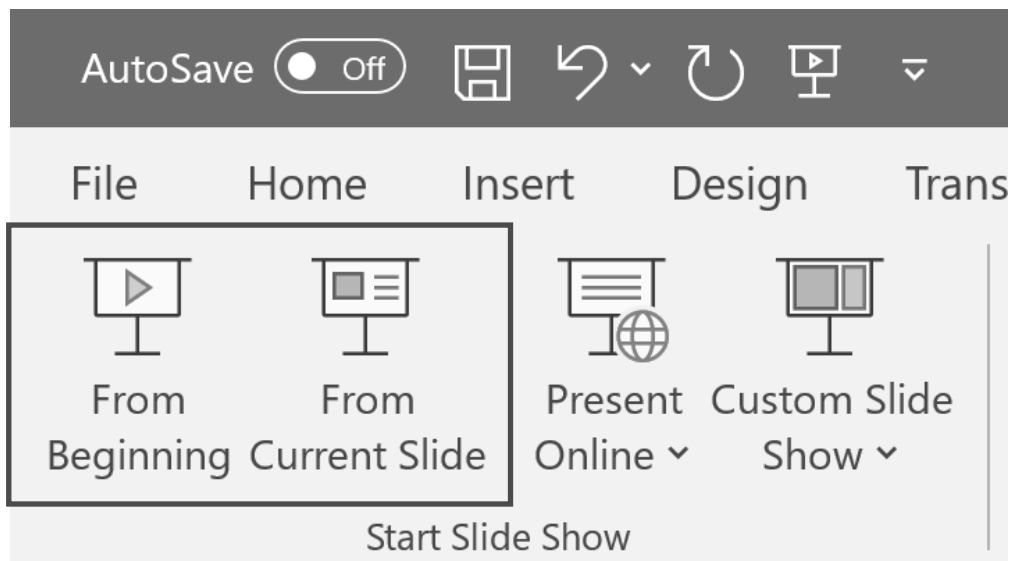 AutoSave Off
File Home Insert Design Trans
From From Present Custom Slide
Beginning Current Slide Online Show
Start Slide Show